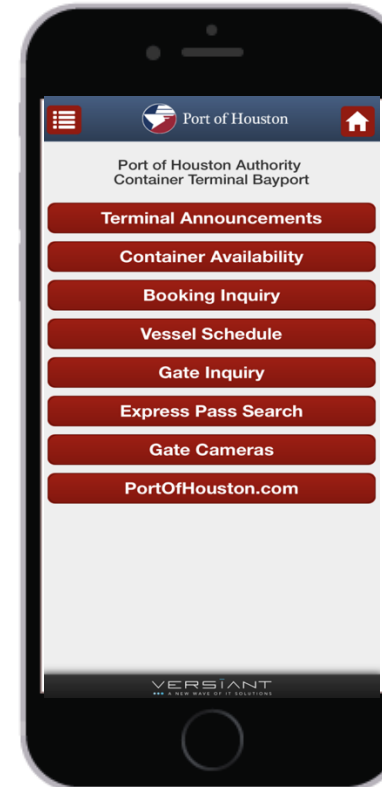 Port of Houston
Port of Houston Authority
Container Terminal Bayport
Terminal Announcements
Container Availability
Booking Inquiry
Vessel Schedule
Gate Inquiry
Express Pass Search
Gate Cameras
PortOfHouston.com
VERSIANT
A NEW WAVE OF IT SOLUTIONS